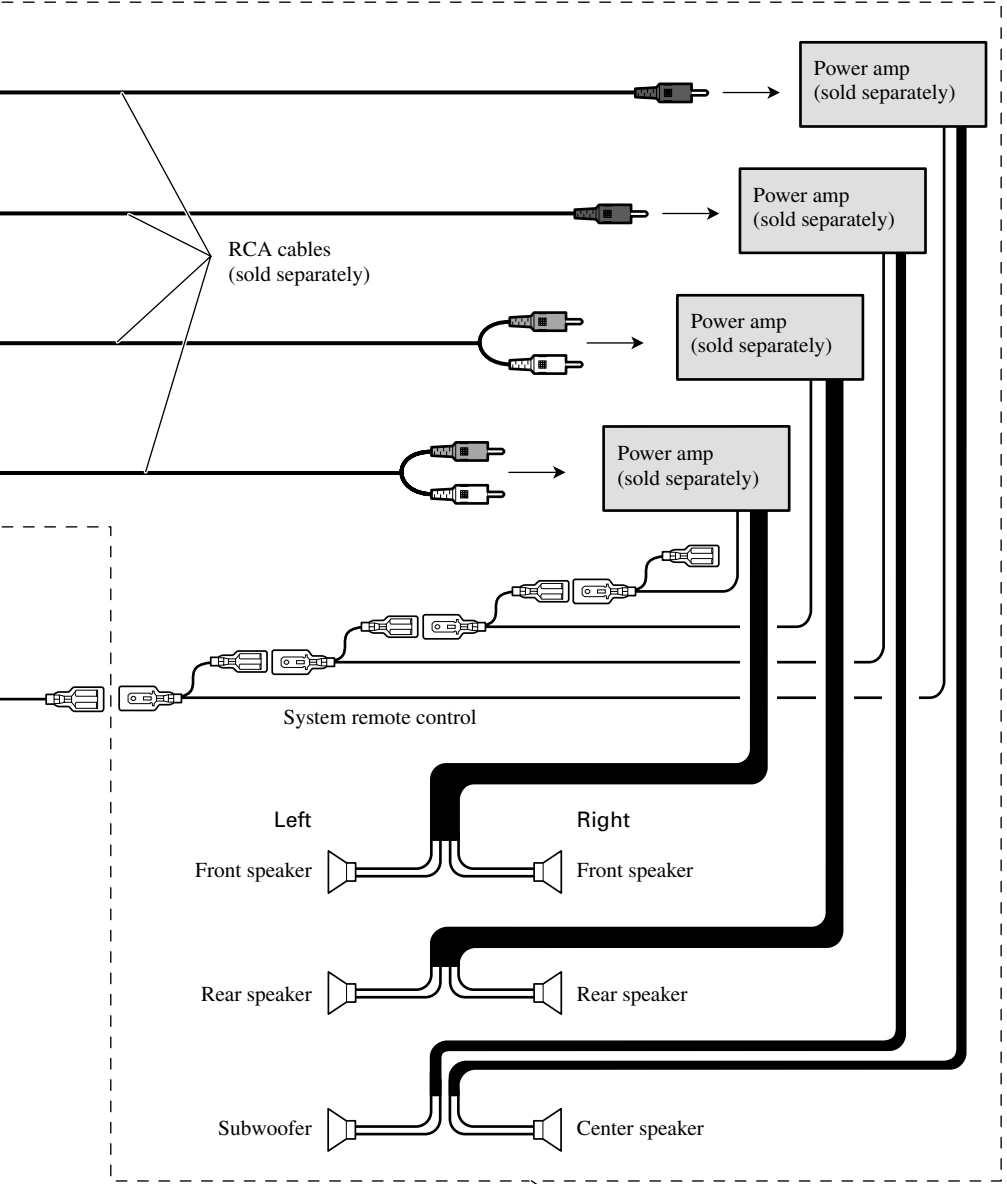 Power amp
(sold separately)
Power amp
(sold separately)
RCA cables
(sold separately)
Power amp
(sold separately)
Power amp
(sold separately)
System remote control
Left
Right
Front speaker
Front speaker
Rear speaker
Rear speaker
Subwoofer
Center speaker